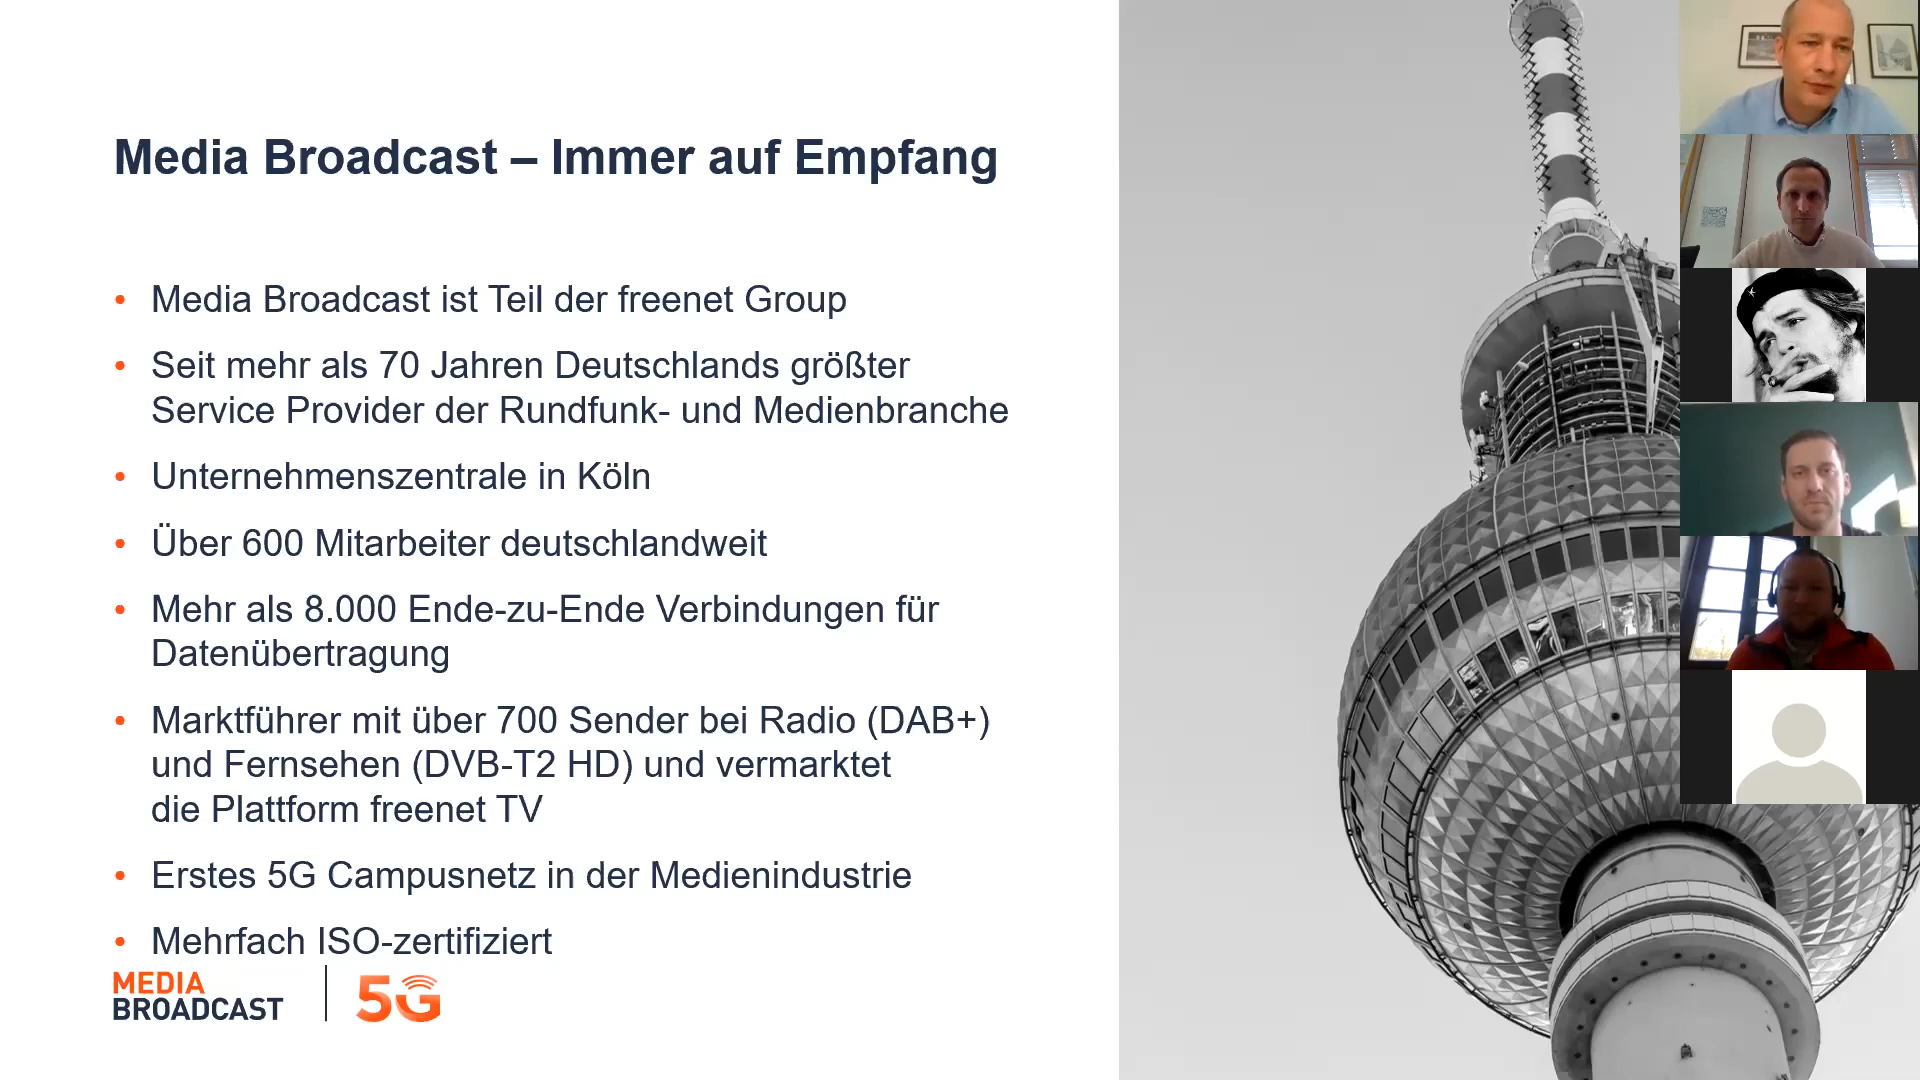 Media Broadcast – Immer auf Empfang
• Media Broadcast ist Teil der freenet Group
• Seit mehr als 70 Jahren Deutschlands größter
Service Provider der Rundfunk- und Medienbranche
• Unternehmenszentrale in Köln
• Über 600 Mitarbeiter deutschlandweit
• Mehr als 8.000 Ende-zu-Ende Verbindungen für
Datenübertragung
• Marktführer mit über 700 Sender bei Radio (DAB+)
und Fernsehen (DVB-T2 HD) und vermarktet
die Plattform freenet TV
• Erstes 5G Campusnetz in der Medienindustrie
• Mehrfach ISO-zertifiziert
MEDIA
BROADCAST
5G